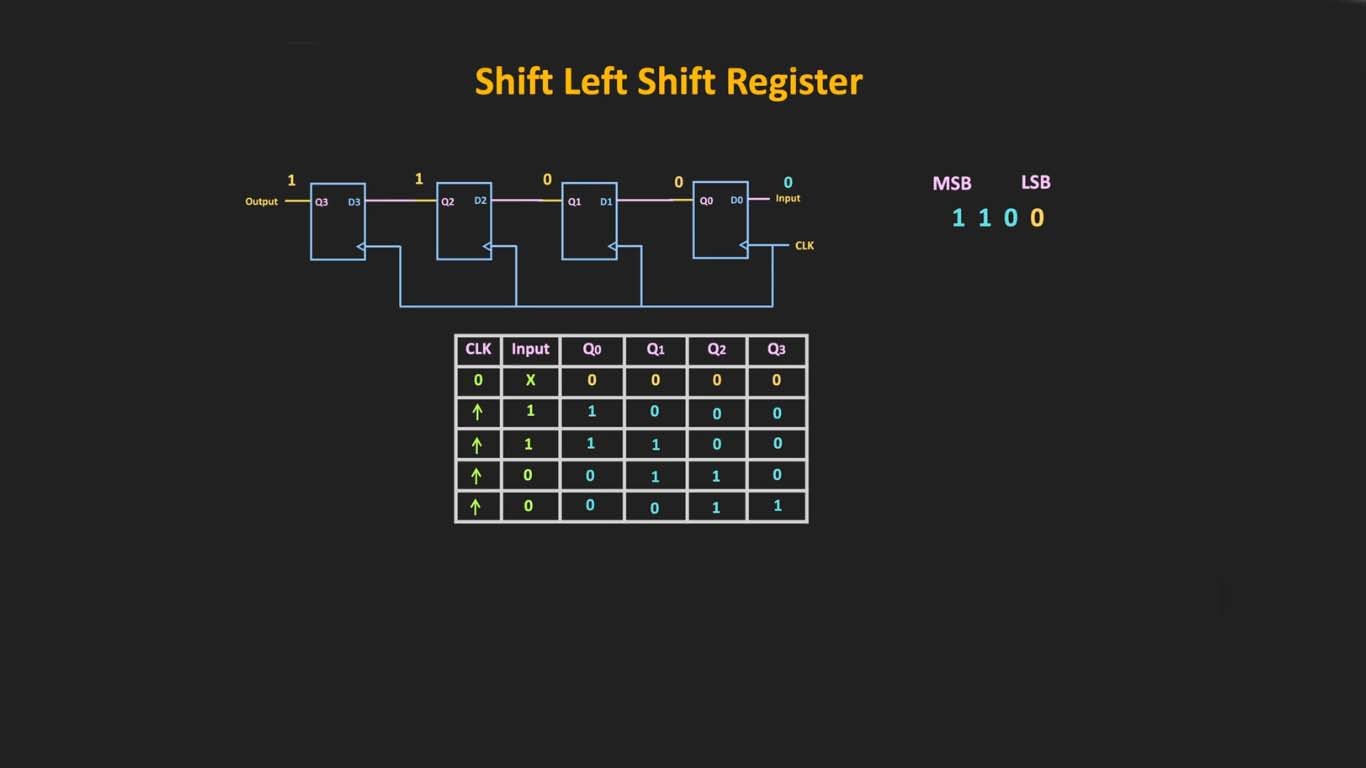 Shift Left Shift Register
1 1 0 0 0
Output Q3 D3 Q2 D2 Q1 D1 Q0 D0 Input
CLK
MSB LSB
1 1 0 0
CLK Input Q0 Q1 Q2 Q3
0 X 0 0 0 0
↑ 1 1 0 0 0
↑ 1 1 1 0 0
↑ 0 0 1 1 0
↑ 0 0 0 1 1